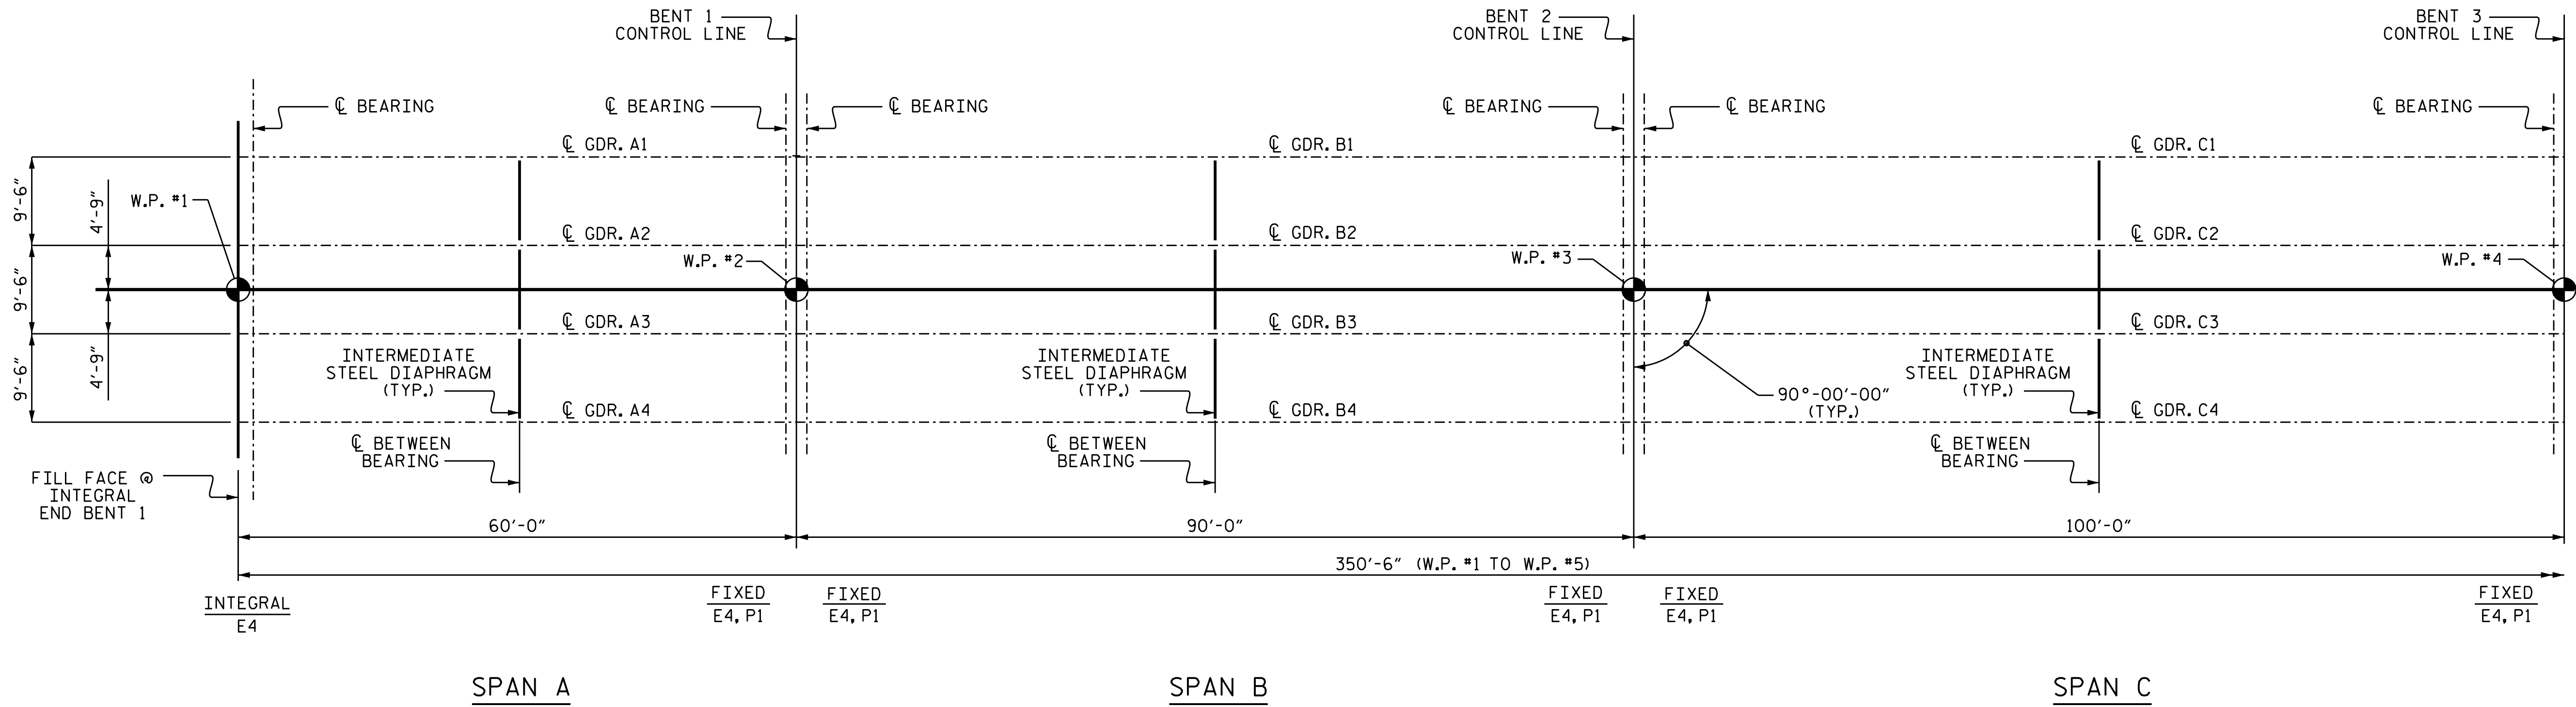 BENT 1
CONTROL LINE
BENT 2
CONTROL LINE
BENT 3
CONTROL LINE
℄ BEARING
℄ BEARING
℄ BEARING
℄ BEARING
℄ BEARING
℄ BEARING
℄ GDR. A1
℄ GDR. B1
℄ GDR. C1
9'-6"
4'-9"
W.P. #1
℄ GDR. A2
℄ GDR. B2
℄ GDR. C2
W.P. #2
W.P. #3
W.P. #4
9'-6"
℄ GDR. A3
℄ GDR. B3
℄ GDR. C3
9'-6"
4'-9"
INTERMEDIATE
STEEL DIAPHRAGM
(TYP.)
INTERMEDIATE
STEEL DIAPHRAGM
(TYP.)
INTERMEDIATE
STEEL DIAPHRAGM
(TYP.)
90°-00'-00"
(TYP.)
℄ GDR. A4
℄ GDR. B4
℄ GDR. C4
℄ BETWEEN
BEARING
℄ BETWEEN
BEARING
℄ BETWEEN
BEARING
FILL FACE @
INTEGRAL
END BENT 1
60'-0"
90'-0"
100'-0"
350'-6" (W.P. #1 TO W.P. #5)
INTEGRAL
E4
FIXED
E4, P1
FIXED
E4, P1
FIXED
E4, P1
FIXED
E4, P1
FIXED
E4, P1
SPAN A
SPAN B
SPAN C